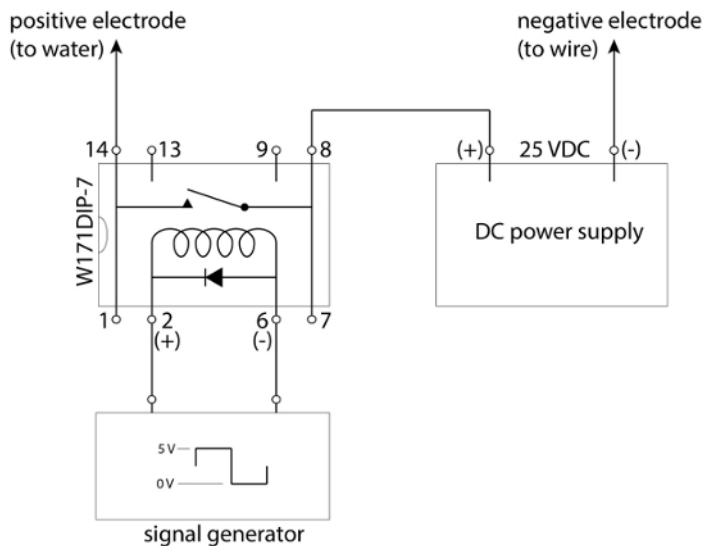 positive electrode
(to water)
negative electrode
(to wire)
14
13
9
8
(+)
25 VDC
(-)
W171DIP-7
DC power supply
1
2
6
7
(+)
(-)
5 V
0 V
signal generator